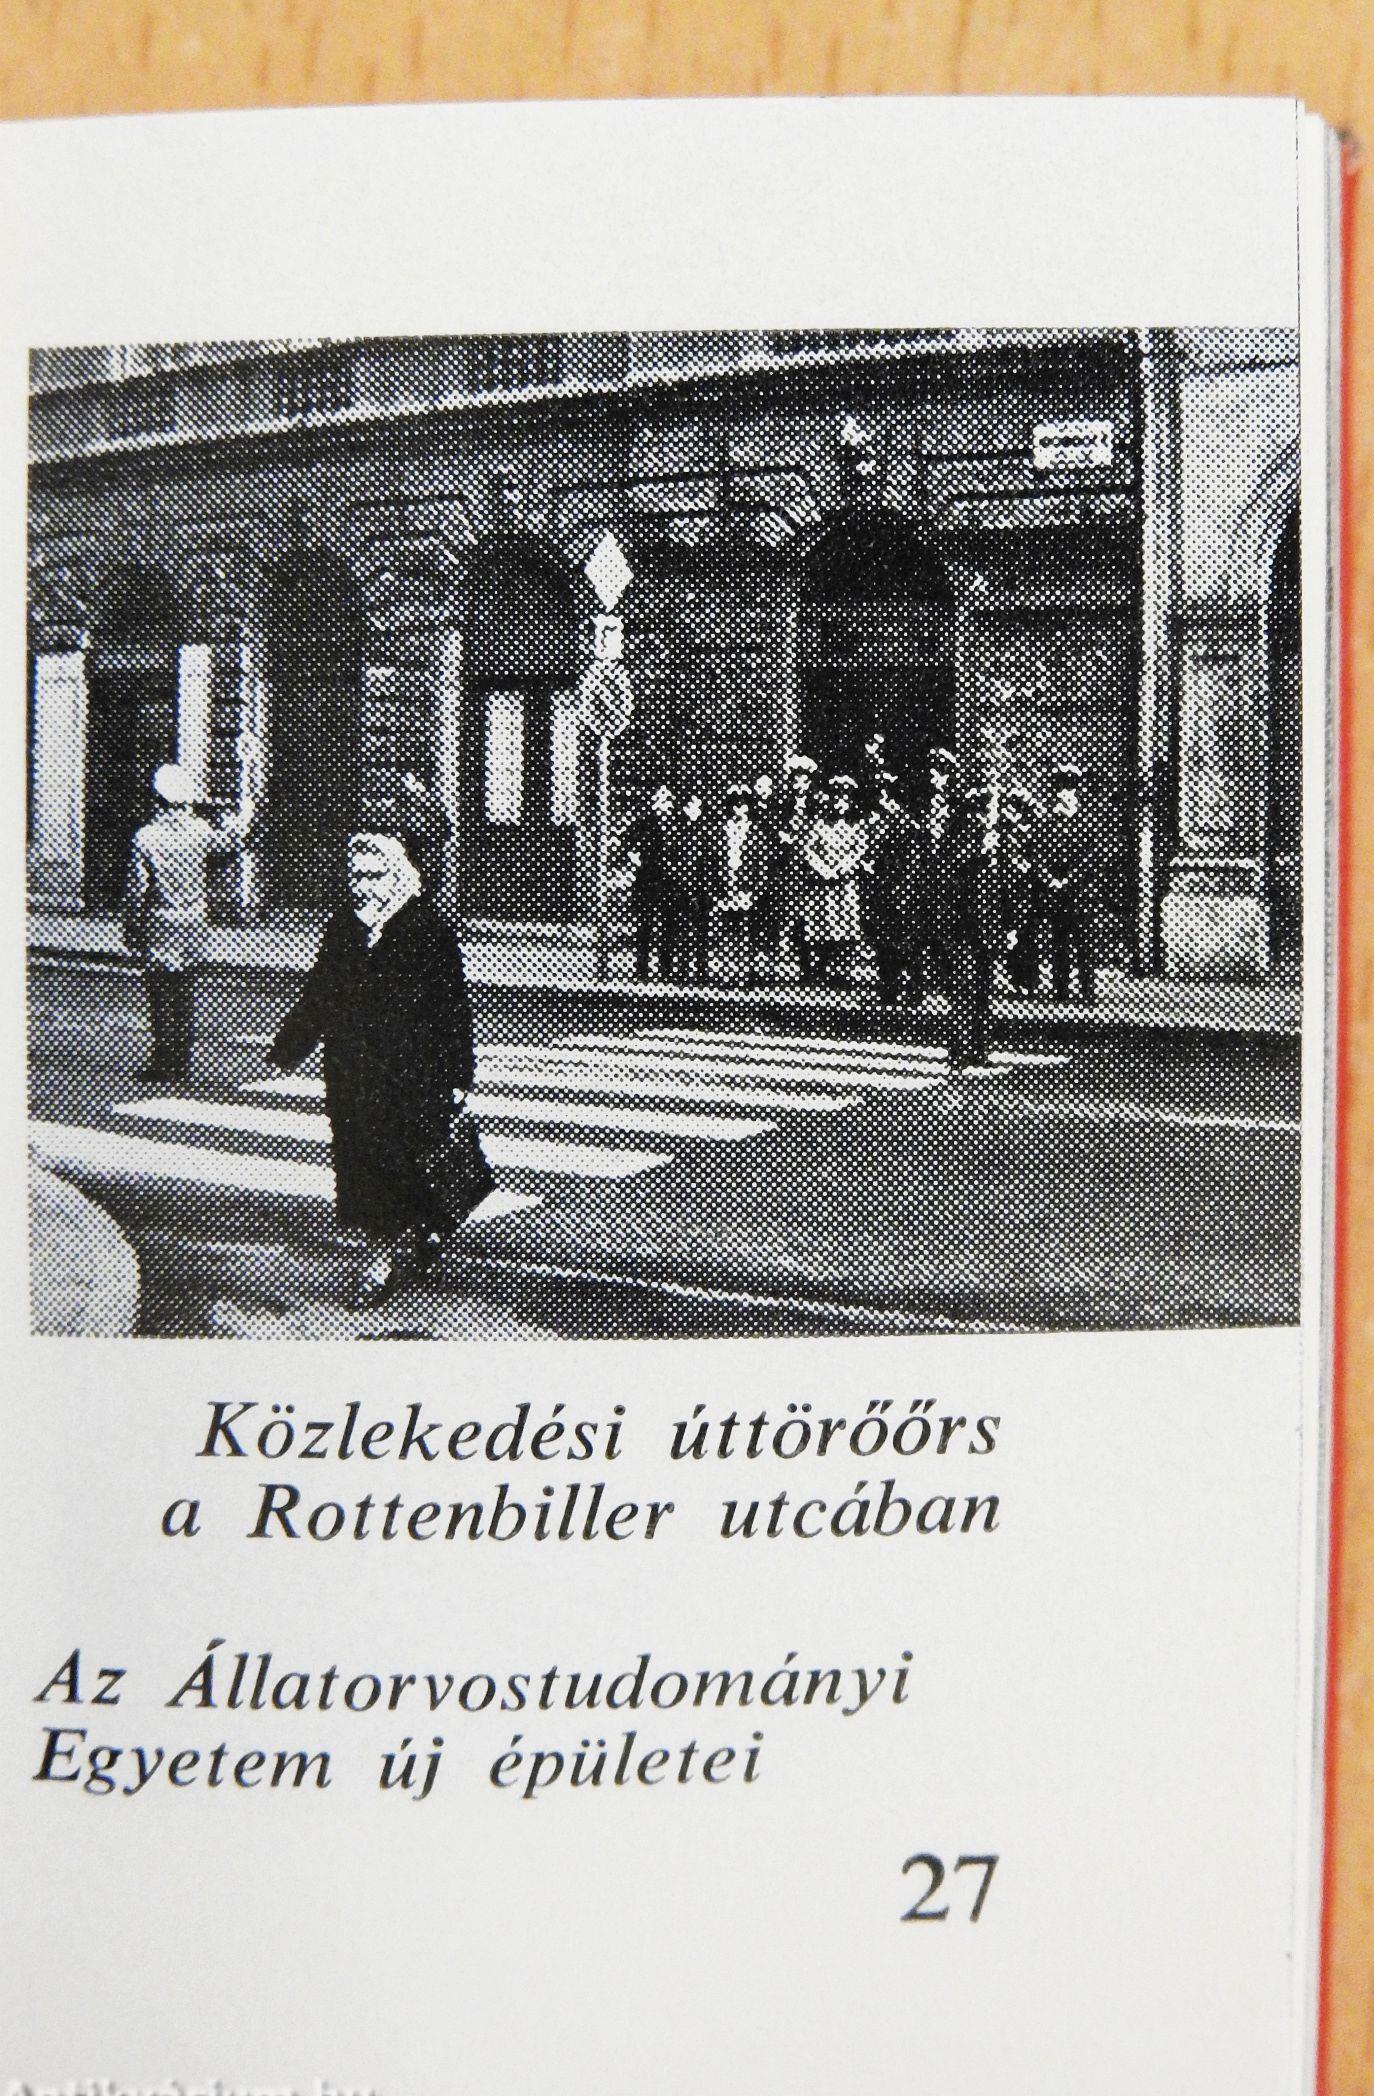 Közlekedési úttörőőrs
a Rottenbiller utcában
Az Állatorvostudományi
Egyetem új épületei
27